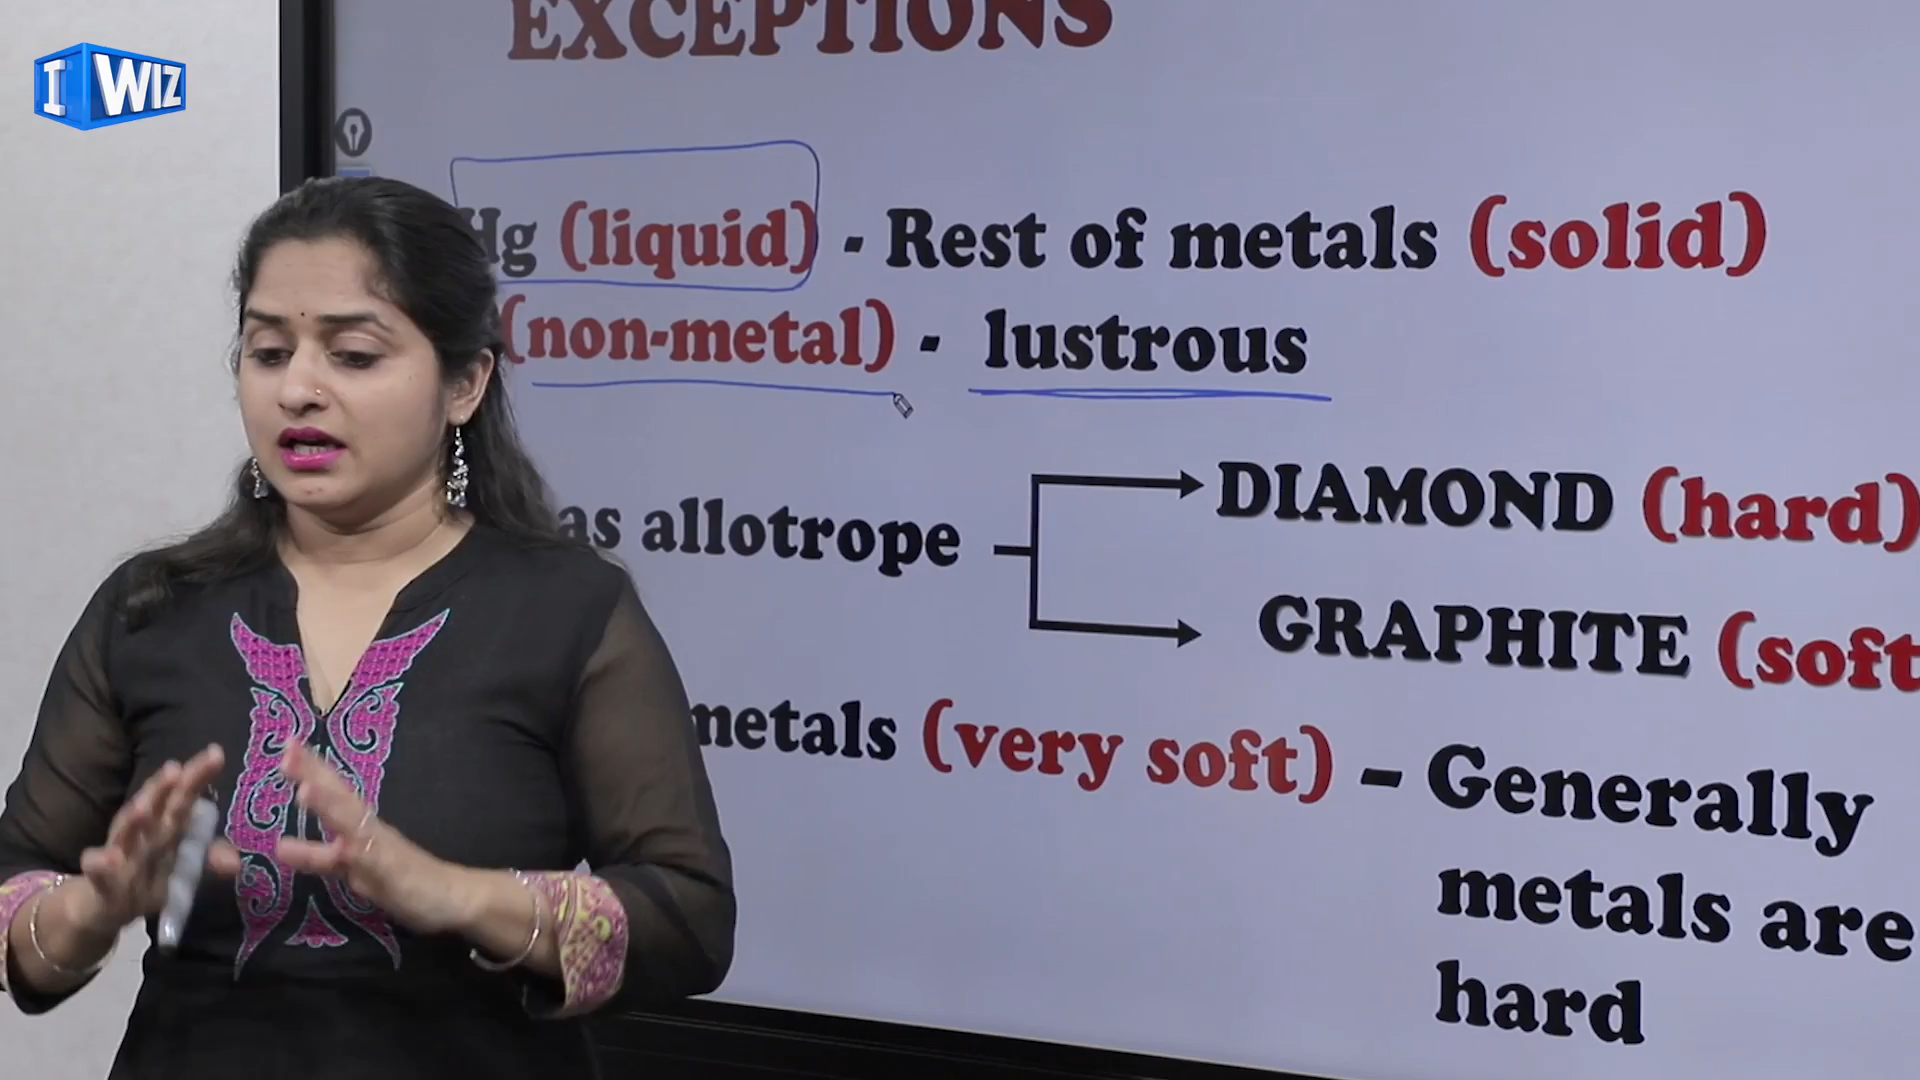 I WIZ
EXCEPTIONS
Hg (liquid) - Rest of metals (solid)
(non-metal) - lustrous
as allotrope
DIAMOND (hard)
GRAPHITE (soft
metals (very soft) - Generally
metals are
hard